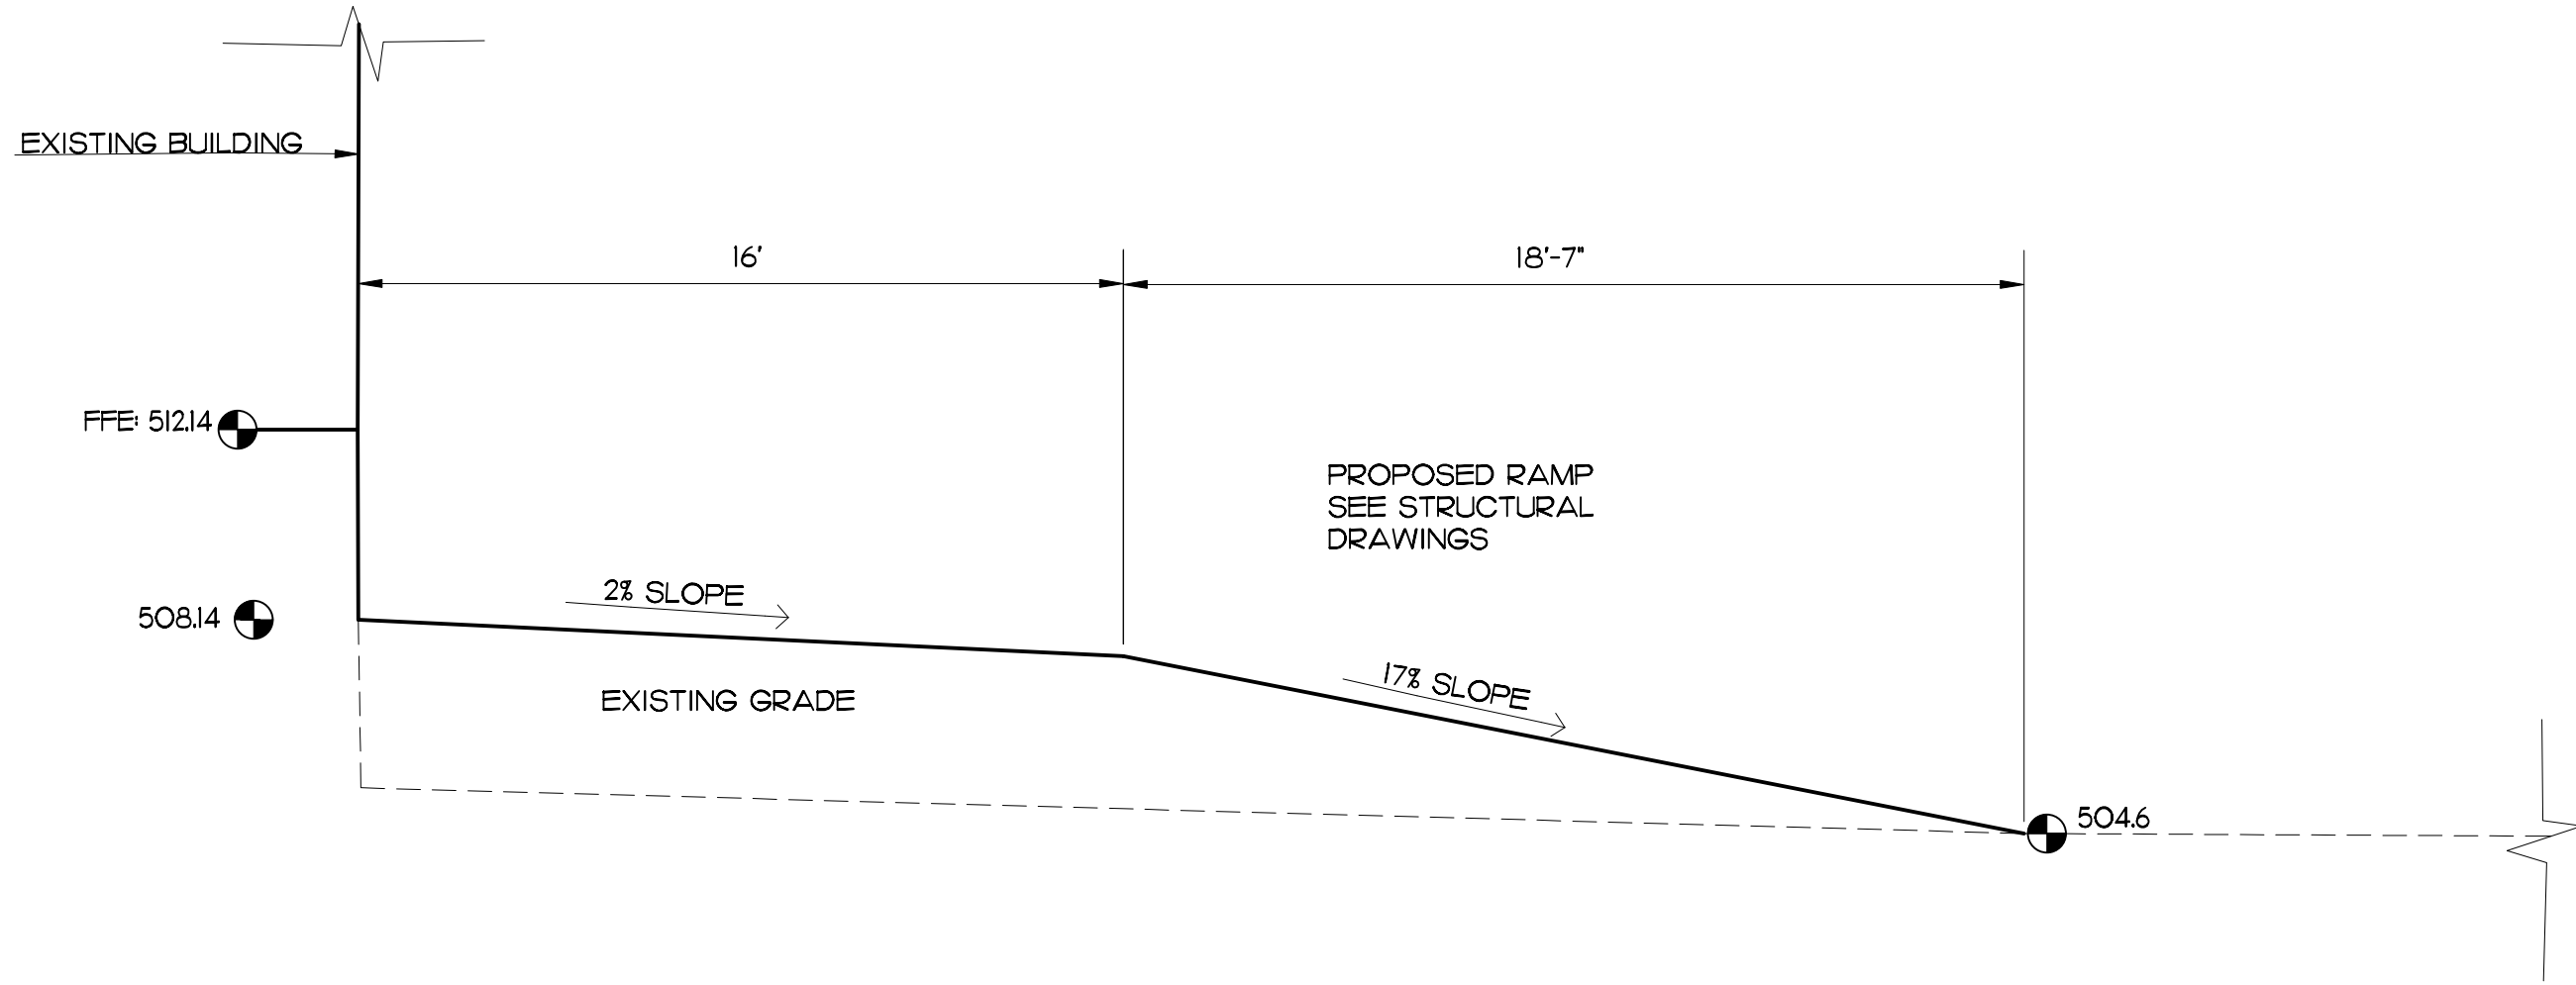 EXISTING BUILDING
16'
18'-7"
FFE: 512.14
PROPOSED RAMP
SEE STRUCTURAL
DRAWINGS
2% SLOPE
508.14
17% SLOPE
EXISTING GRADE
504.6